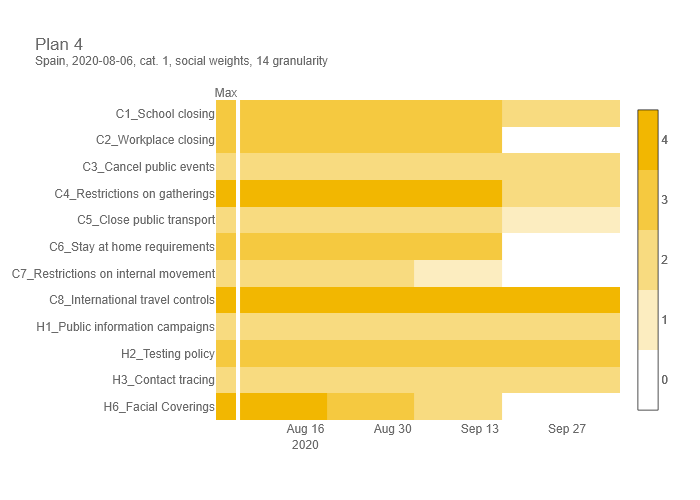 Plan 4
Spain, 2020-08-06, cat. 1, social weights, 14 granularity
Max
C1_School closing
C2_Workplace closing
C3_Cancel public events
C4_Restrictions on gatherings
C5_Close public transport
C6_Stay at home requirements
C7_Restrictions on internal movement
C8_International travel controls
H1_Public information campaigns
H2_Testing policy
H3_Contact tracing
H6_Facial Coverings
Aug 16 Aug 30 Sep 13 Sep 27
2020
4
3
2
1
0